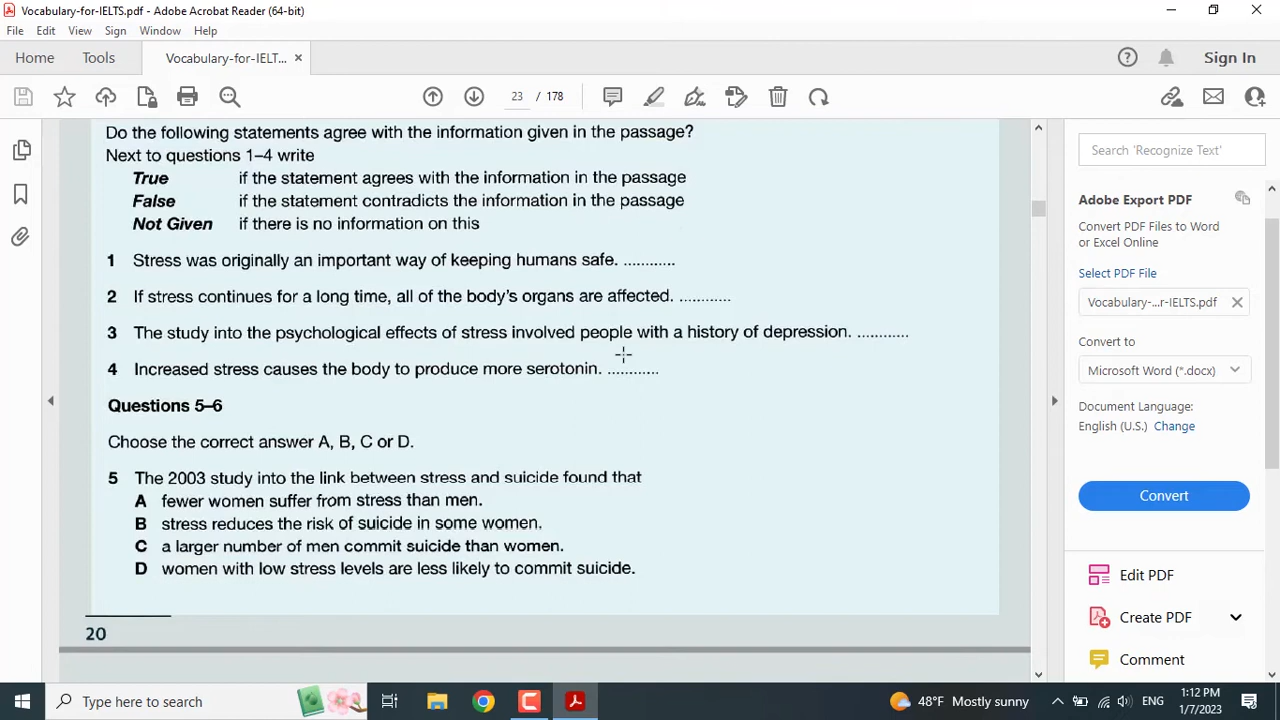 Vocabulary-for-IELTS.pdf - Adobe Acrobat Reader (64-bit)
File Edit View Sign Window Help
Home Tools Vocabulary-for-IELT... × Sign In
23 / 178
Do the following statements agree with the information given in the passage?
Next to questions 1–4 write
True if the statement agrees with the information in the passage
False if the statement contradicts the information in the passage
Not Given if there is no information on this
1 Stress was originally an important way of keeping humans safe. ............
2 If stress continues for a long time, all of the body's organs are affected. ............
3 The study into the psychological effects of stress involved people with a history of depression. ............
4 Increased stress causes the body to produce more serotonin. ............
Questions 5–6
Choose the correct answer A, B, C or D.
5 The 2003 study into the link between stress and suicide found that
A fewer women suffer from stress than men.
B stress reduces the risk of suicide in some women.
C a larger number of men commit suicide than women.
D women with low stress levels are less likely to commit suicide.
20
Search 'Recognize Text'
Adobe Export PDF
Convert PDF Files to Word
or Excel Online
Select PDF File
Vocabulary-...r-IELTS.pdf ×
Convert to
Microsoft Word (*.docx)
Document Language:
English (U.S.) Change
Convert
Edit PDF
Create PDF
Comment
Type here to search
48°F Mostly sunny
ENG
1:12 PM
1/7/2023